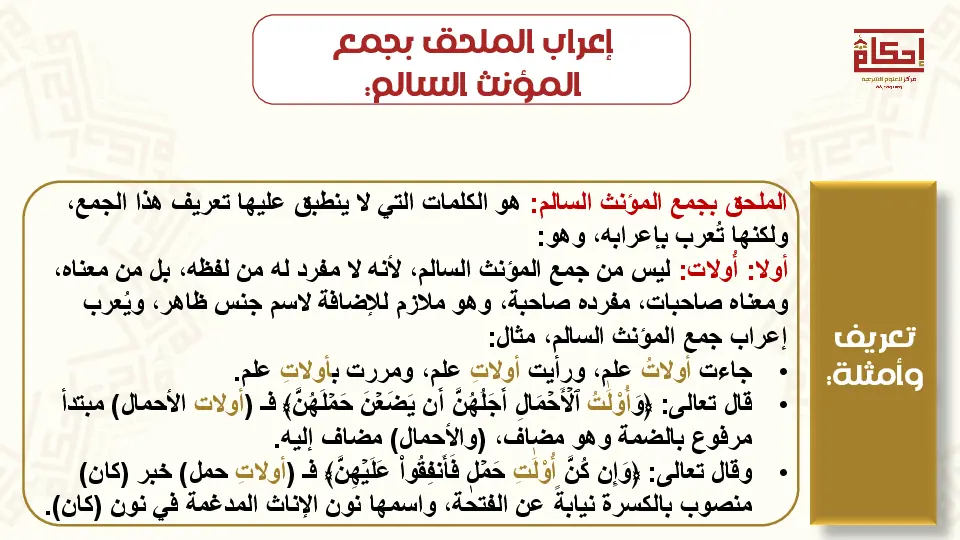 إعراب الملحق بجمع
المؤنث السالم:
إحكام
مركز للعلوم الشرعية
الملحق بجمع المؤنث السالم: هو الكلمات التي لا ينطبق عليها تعريف هذا الجمع،
ولكنها تُعرب بإعرابه، وهو:
أولا: أُولات: ليس من جمع المؤنث السالم، لأنه لا مفرد له من لفظه، بل من معناه،
ومعناه صاحبات، مفرده صاحبة، وهو ملازم للإضافة لاسم جنس ظاهر، ويُعرب
إعراب جمع المؤنث السالم، مثال:
• جاءت أولاتُ علمٍ، ورأيت أولاتِ علم، ومررت بأولاتِ علم.
• قال تعالى: ﴿وَأُوْلَٰتُ ٱلۡأَحۡمَالِ أَجَلُهُنَّ أَن يَضَعۡنَ حَمۡلَهُنَّ﴾ فـ (أولات الأحمال) مبتدأ
مرفوع بالضمة وهو مضاف، (والأحمال) مضاف إليه.
• وقال تعالى: ﴿وَإِن كُنَّ أُوْلَٰتِ حَمۡلٖ فَأَنفِقُواْ عَلَيۡهِنَّ﴾ فـ (أولاتِ حمل) خبر (كان)
منصوب بالكسرة نيابةً عن الفتحة، واسمها نون الإناث المدغمة في نون (كان).
تعريف
وأمثلة: